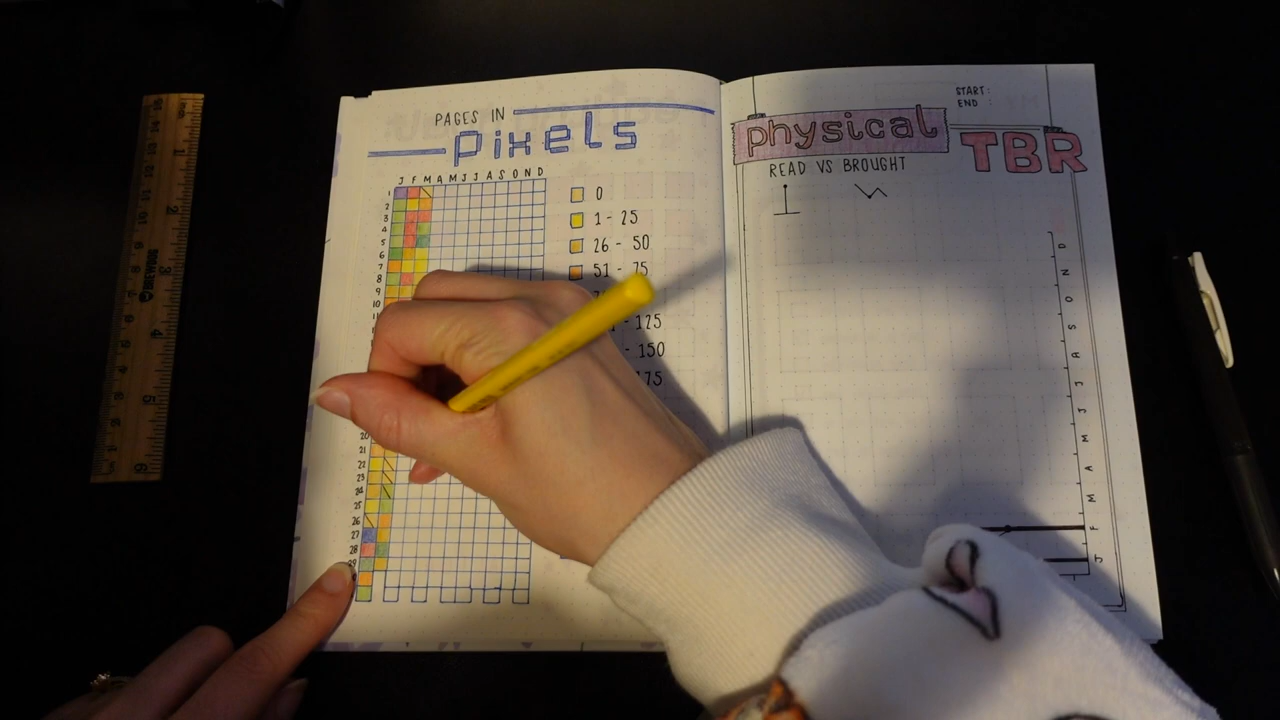 PAGES IN
Pixels
J F M A M J J A S O N D
1
2
3
4
5
6
7
8
9
10
20
21
22
23
24
25
26
27
28
29
0
1 - 25
26 - 50
51 - 75
- 125
- 150
175
START:
END :
physical
TBR
READ VS BROUGHT
D
N
O
S
A
J
J
M
A
M
F
J